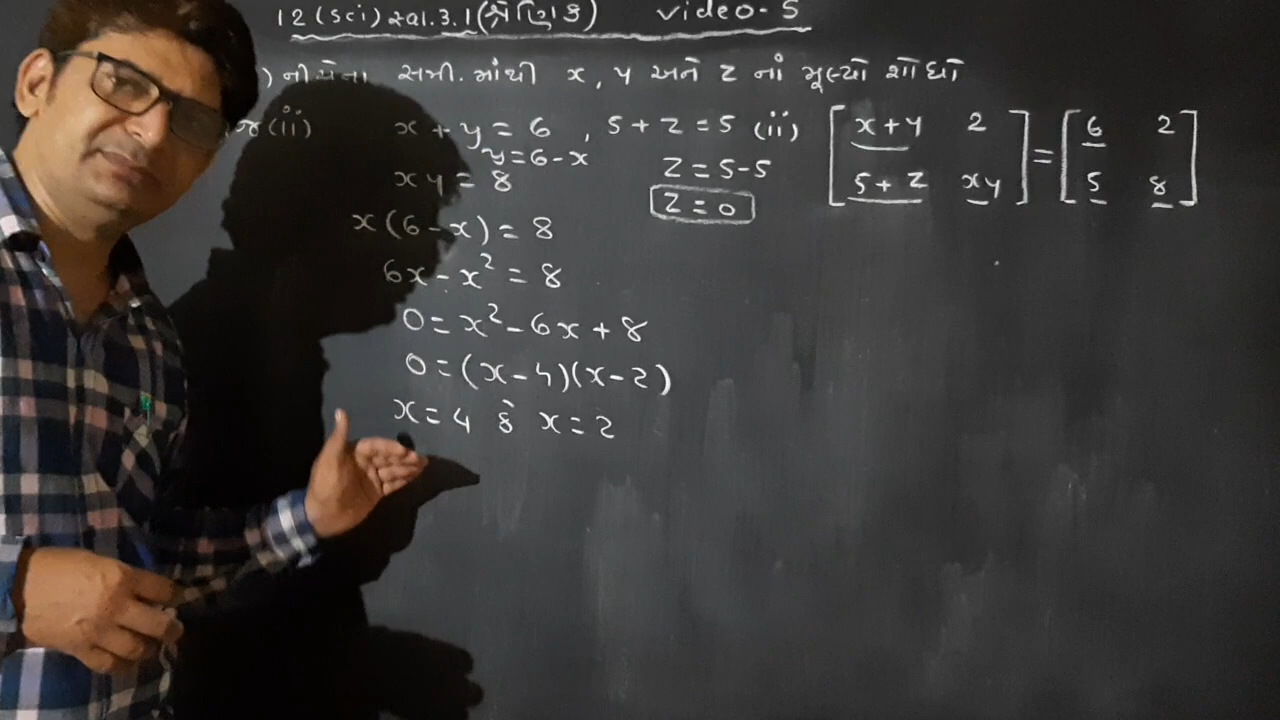 12 (Sci) સ્વા.3.1 (શ્રેણિક) video-5
) નીચેના સમી. માંથી x, y અને z નાં મૂલ્યો શોધો
(ii) x + y = 6 , 5 + z = 5 (ii) [ x+y 2 ] = [ 6 2 ]
y = 6 - x z = 5-5
xy = 8 [ 5 + z xy ] [ 5 8 ]
z = 0
x(6-x) = 8
6x - x² = 8
0 = x² - 6x + 8
0 = (x-4)(x-2)
x = 4 કે x = 2